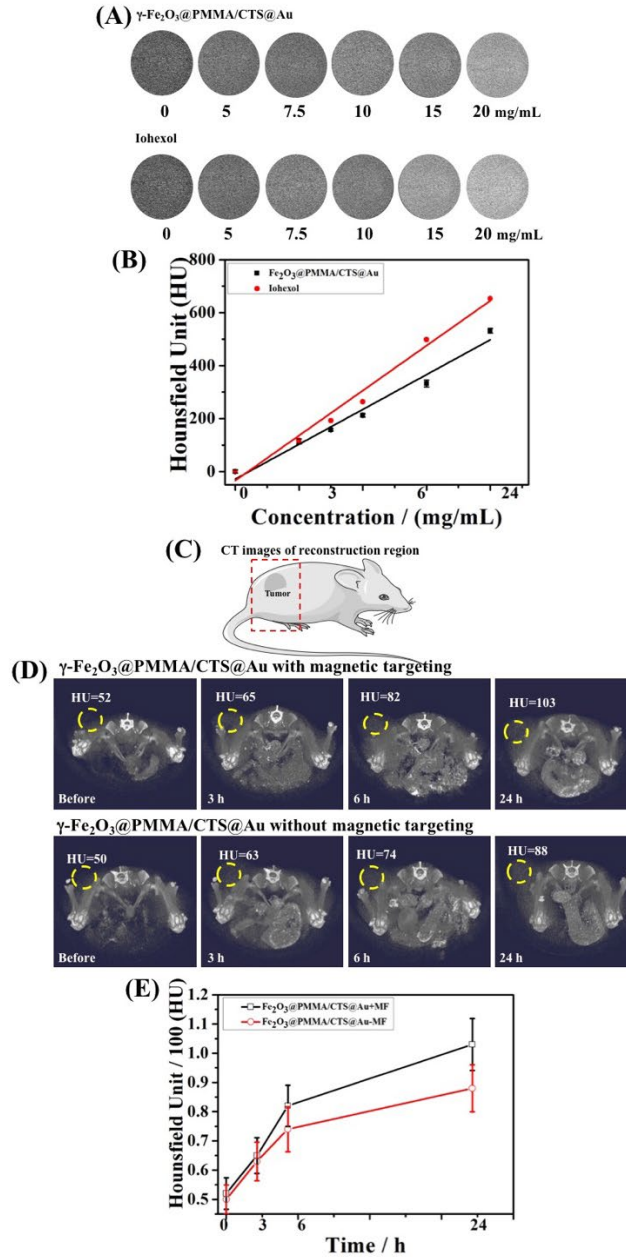 (A)
γ-Fe₂O₃@PMMA/CTS@Au
0 5 7.5 10 15 20 mg/mL
Iohexol
0 5 7.5 10 15 20 mg/mL
(B)
800
600
400
200
0
Hounsfield Unit (HU)
Fe₂O₃@PMMA/CTS@Au
Iohexol
0 3 6 24
Concentration / (mg/mL)
(C)
CT images of reconstruction region
Tumor
(D)
γ-Fe₂O₃@PMMA/CTS@Au with magnetic targeting
HU=52 HU=65 HU=82 HU=103
Before 3 h 6 h 24 h
γ-Fe₂O₃@PMMA/CTS@Au without magnetic targeting
HU=50 HU=63 HU=74 HU=88
Before 3 h 6 h 24 h
(E)
1.2
1.1
1.0
0.9
0.8
0.7
0.6
0.5
Hounsfield Unit / 100 (HU)
Fe₂O₃@PMMA/CTS@Au+MF
Fe₂O₃@PMMA/CTS@Au-MF
0 3 6 24
Time / h